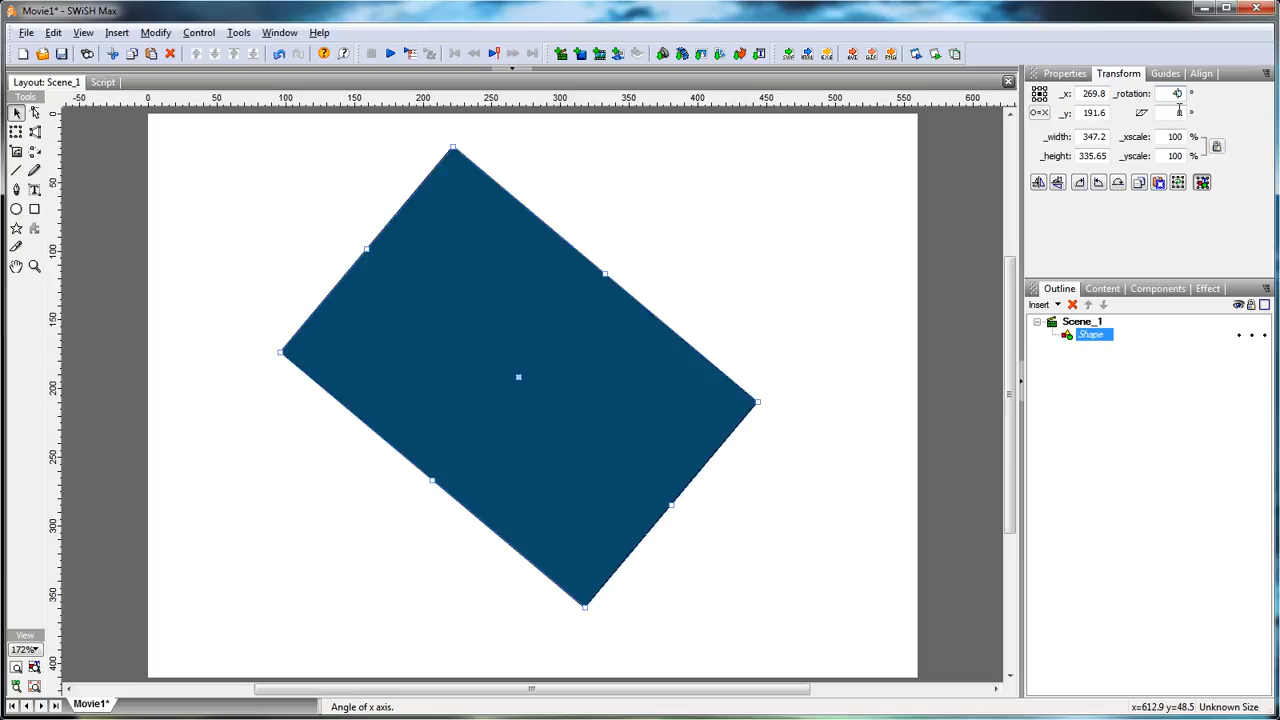 Movie1* - SWiSH Max
File Edit View Insert Modify Control Tools Window Help
Layout: Scene_1 Script
Properties Transform Guides Align
Tools
-50 0 50 100 150 200 250 300 350 400 450 500 550 600
_x: 269.8 _rotation: 40 °
_y: 191.6 °
_width: 347.2 _xscale: 100 %
_height: 335.65 _yscale: 100 %
0
50
100
150
200
250
300
350
400
Outline Content Components Effect
Insert
Scene_1
Shape
View
172%
Movie1*
Angle of x axis.
x=612.9 y=48.5 Unknown Size